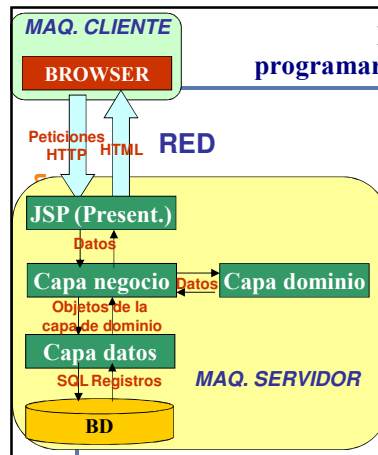 MAQ. CLIENTE
BROWSER
programar
Peticiones
HTTP
HTML
RED
JSP (Present.)
Datos
Capa negocio
Datos
Capa dominio
Objetos de la
capa de dominio
Capa datos
SQL
Registros
MAQ. SERVIDOR
BD